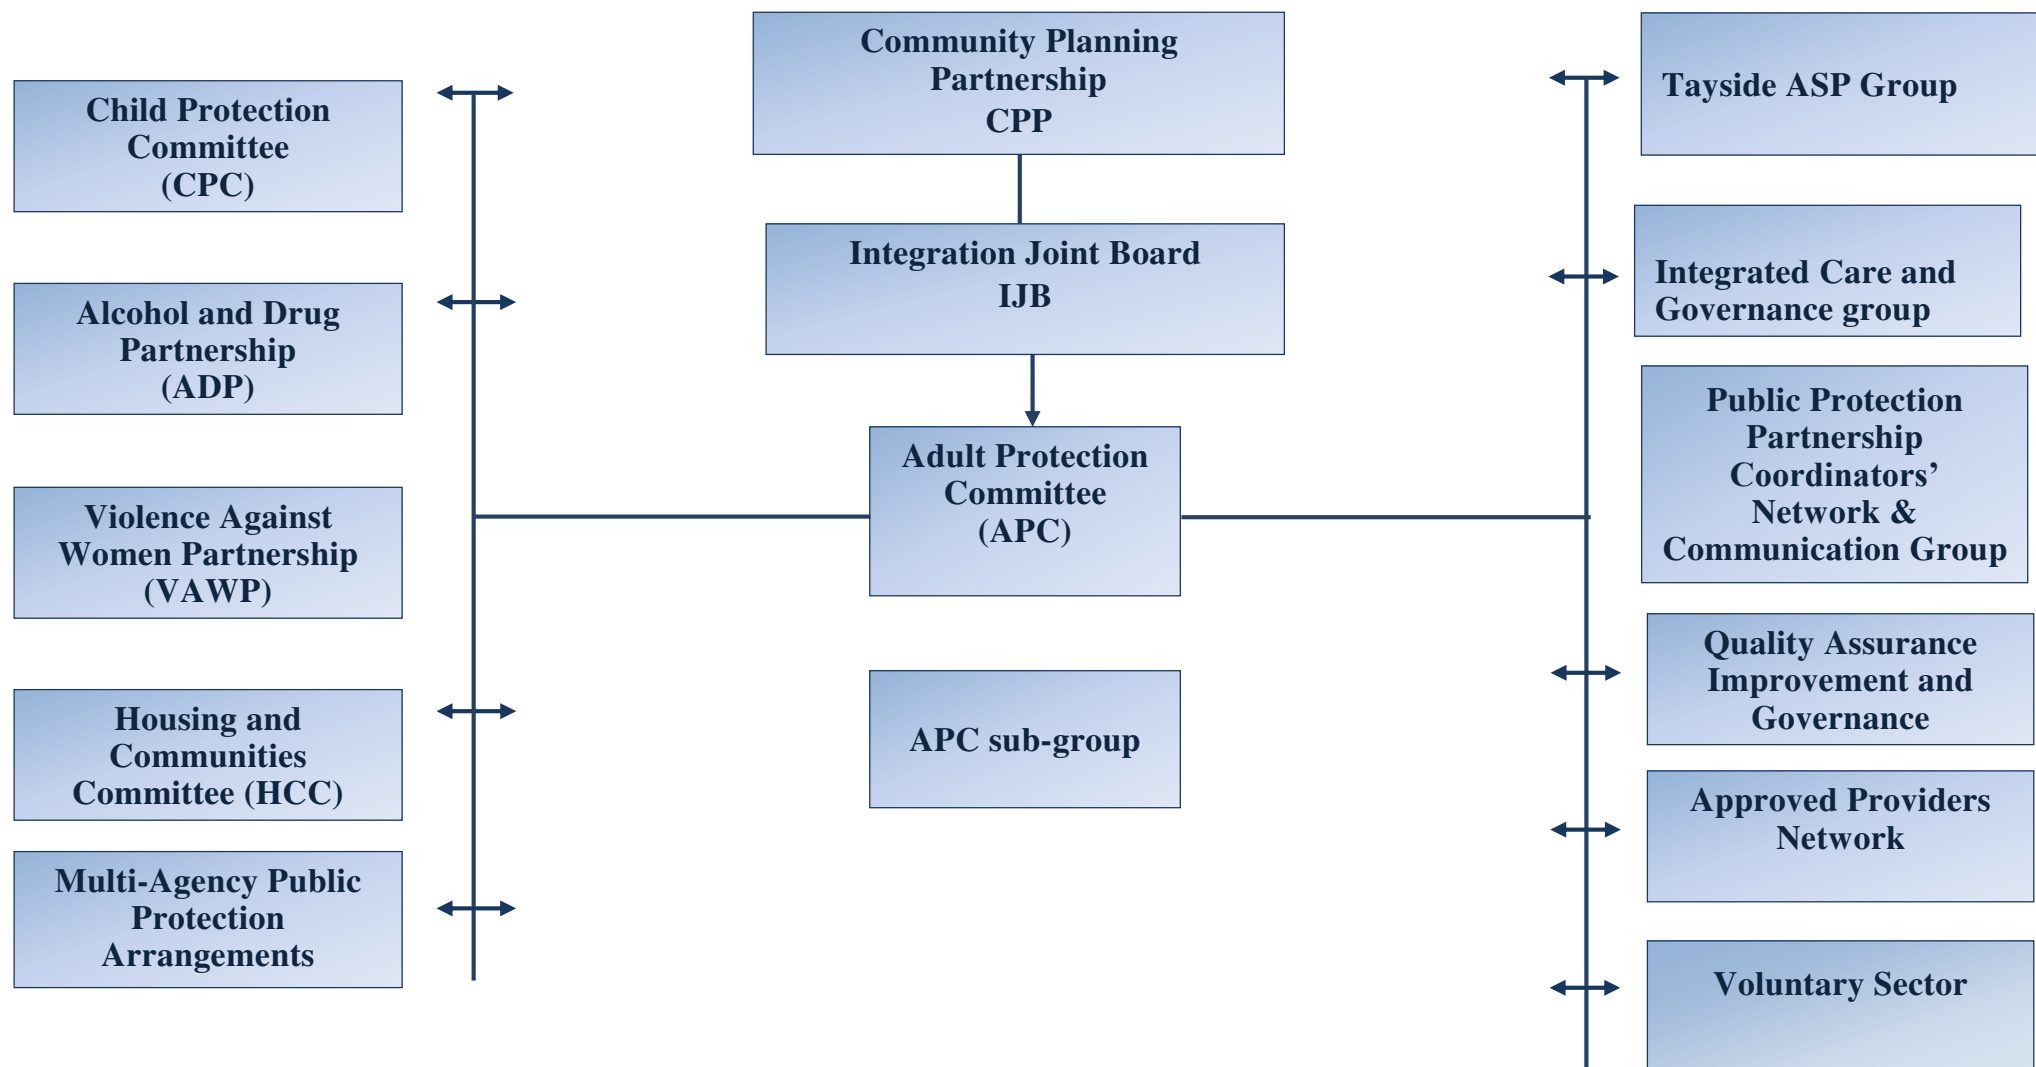 Community Planning
Partnership
CPP
Integration Joint Board
IJB
Adult Protection
Committee
(APC)
APC sub-group
Child Protection
Committee
(CPC)
Alcohol and Drug
Partnership
(ADP)
Violence Against
Women Partnership
(VAWP)
Housing and
Communities
Committee (HCC)
Multi-Agency Public
Protection
Arrangements
Tayside ASP Group
Integrated Care and
Governance group
Public Protection
Partnership
Coordinators’
Network &
Communication Group
Quality Assurance
Improvement and
Governance
Approved Providers
Network
Voluntary Sector